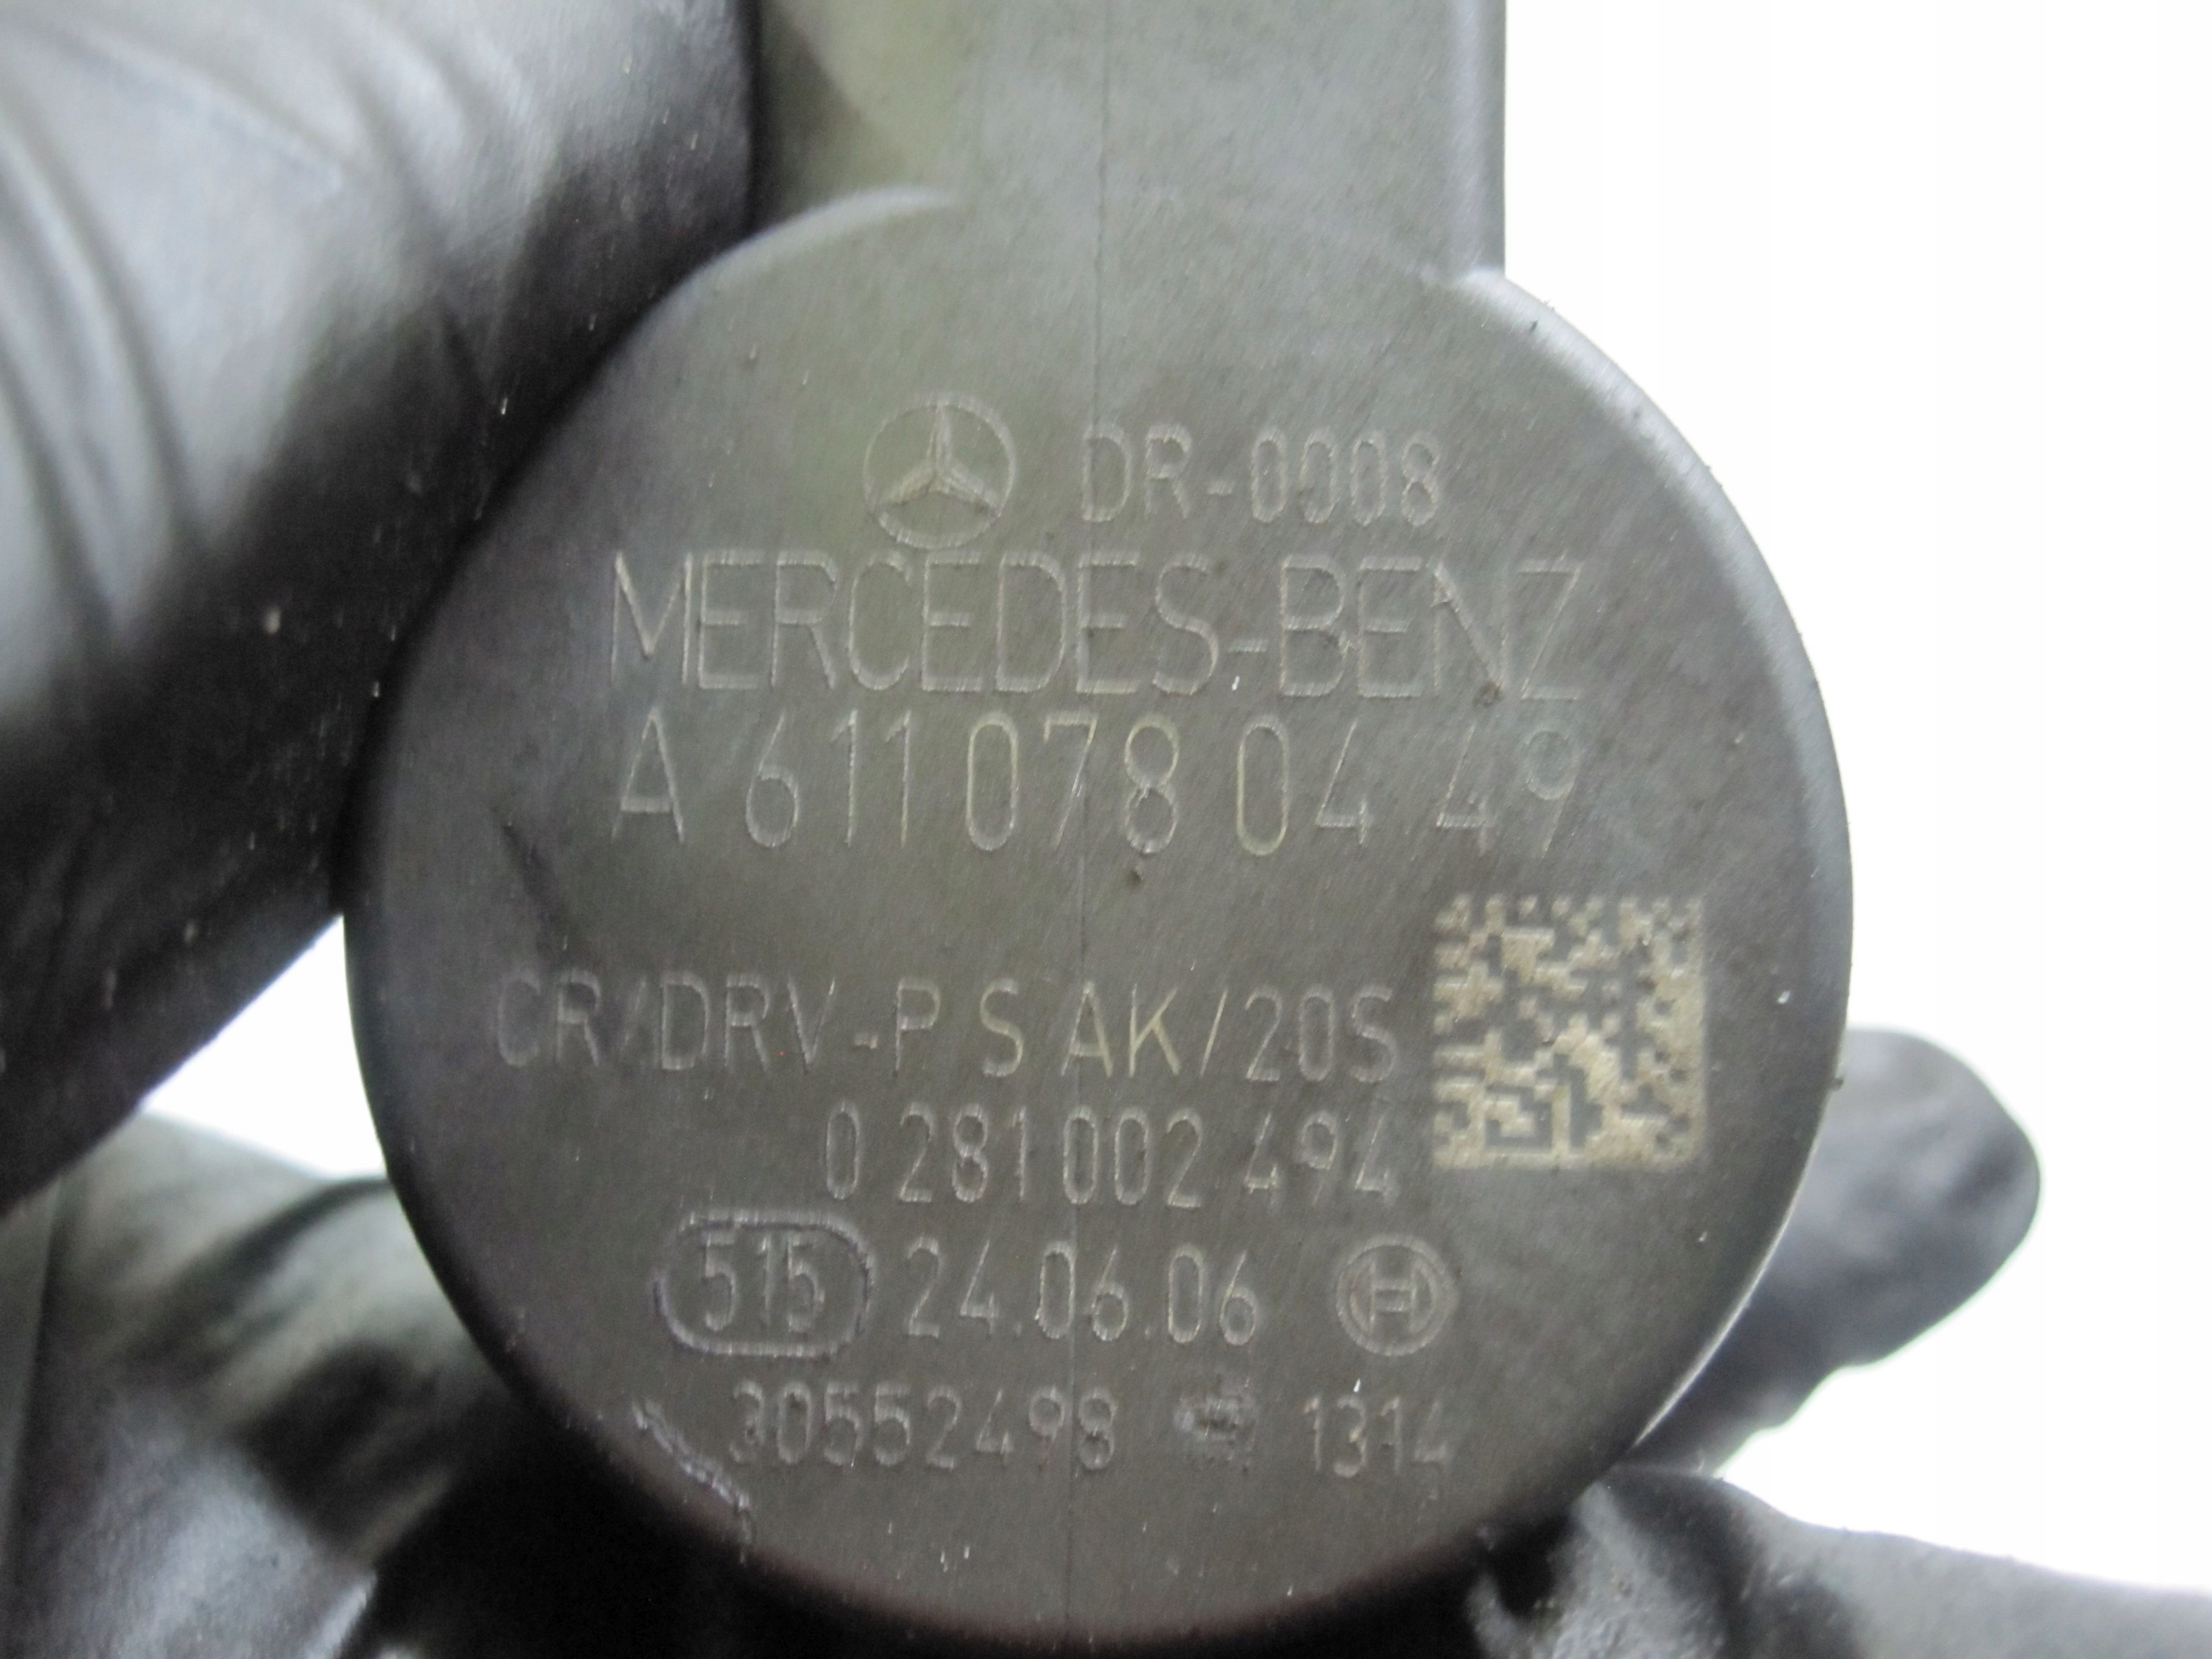 DR-0008
MERCEDES-BENZ
A 611 078 04 49
CR/DRV-P S AK/20S
0 281 002 494
515 24.06.06
30552498 1314